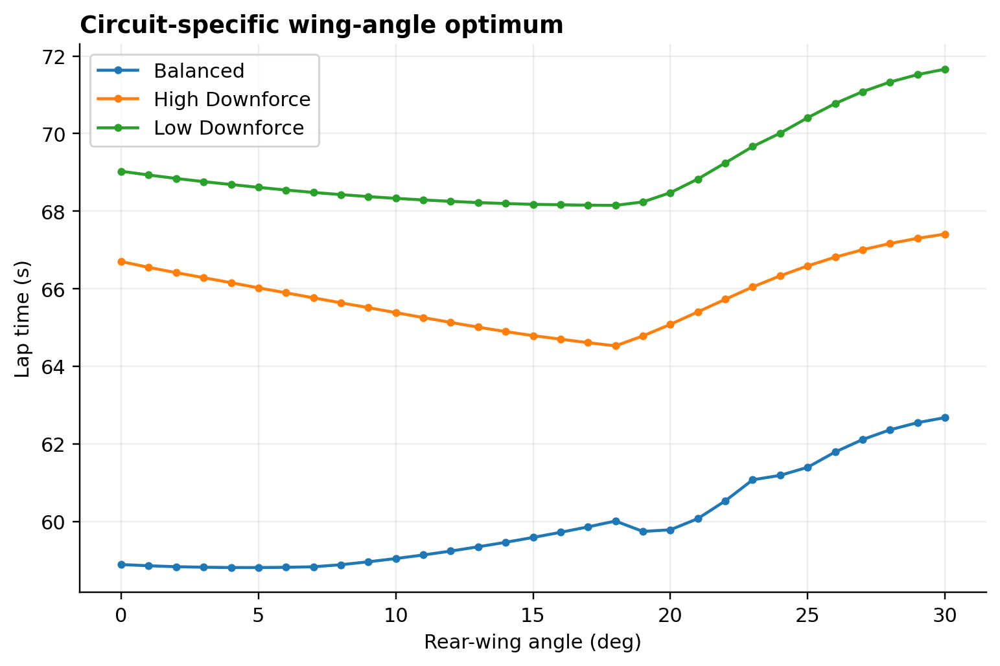 Circuit-specific wing-angle optimum
Balanced
High Downforce
Low Downforce
Lap time (s)
72
70
68
66
64
62
60
0 5 10 15 20 25 30
Rear-wing angle (deg)